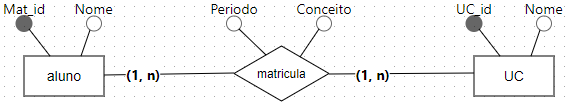 Mat_id Nome Periodo Conceito UC_id Nome
aluno (1, n) matricula (1, n) UC